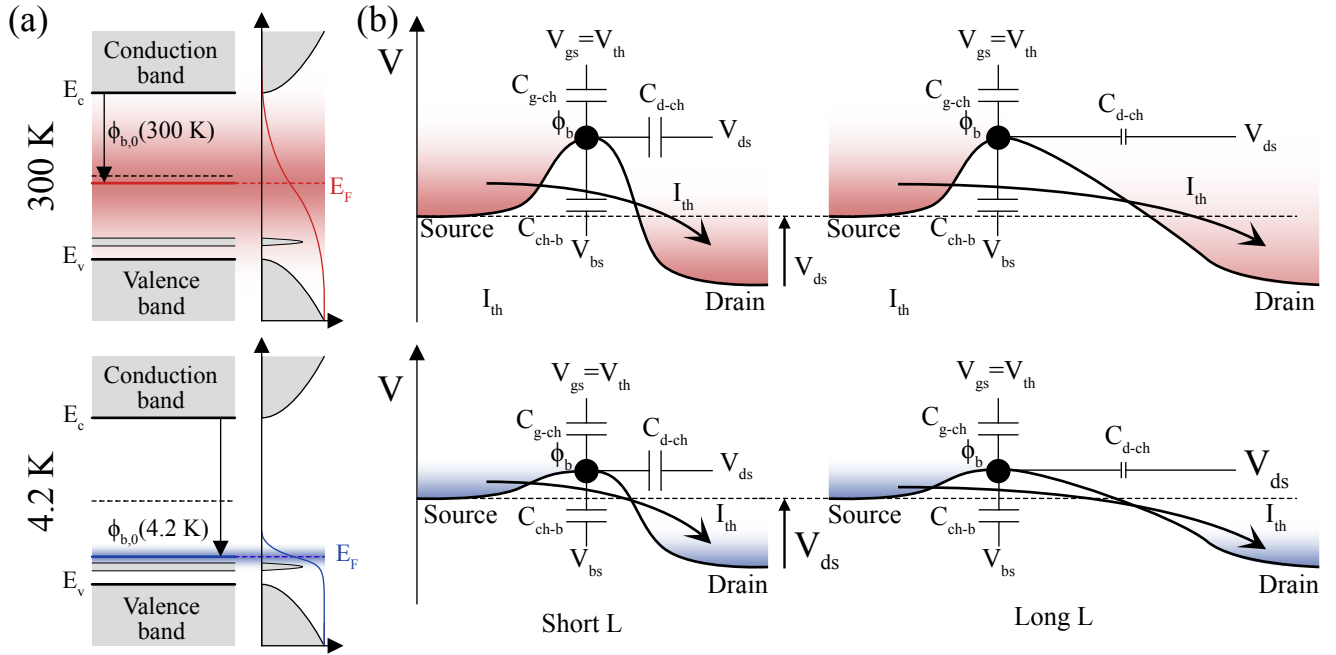 (a)
300 K
Conduction
band
E_c
ϕ_b,0(300 K)
E_F
E_v
Valence
band
4.2 K
Conduction
band
E_c
ϕ_b,0(4.2 K)
E_F
E_v
Valence
band
(b)
V
V_gs=V_th
C_g-ch
C_d-ch
ϕ_b
V_ds
I_th
Source
C_ch-b
V_bs
V_ds
Drain
I_th
V_gs=V_th
C_g-ch
C_d-ch
ϕ_b
V_ds
I_th
Source
C_ch-b
V_bs
Drain
I_th
V
V_gs=V_th
C_g-ch
C_d-ch
ϕ_b
V_ds
I_th
Source
C_ch-b
V_bs
V_ds
Drain
Short L
V_gs=V_th
C_g-ch
C_d-ch
ϕ_b
V_ds
I_th
Source
C_ch-b
V_bs
Drain
Long L